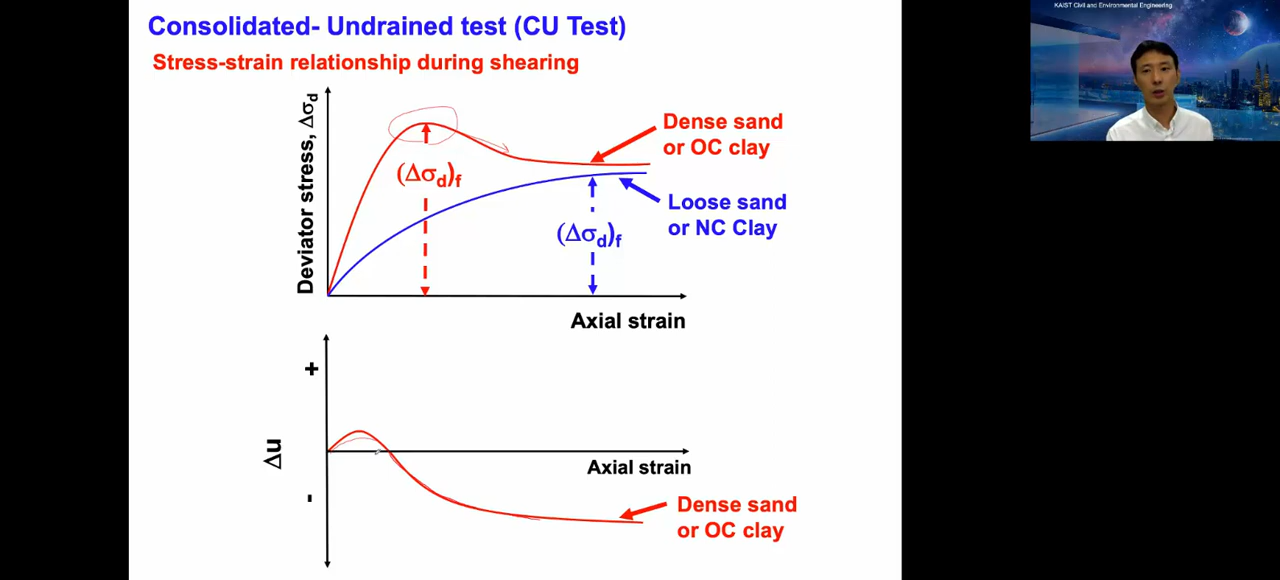 Consolidated- Undrained test (CU Test)
KAIST Civil and Environmental Engineering
Stress-strain relationship during shearing
Deviator stress, Δσd
(Δσd)f
Dense sand
or OC clay
(Δσd)f
Loose sand
or NC Clay
Axial strain
+
Δu
-
Axial strain
Dense sand
or OC clay